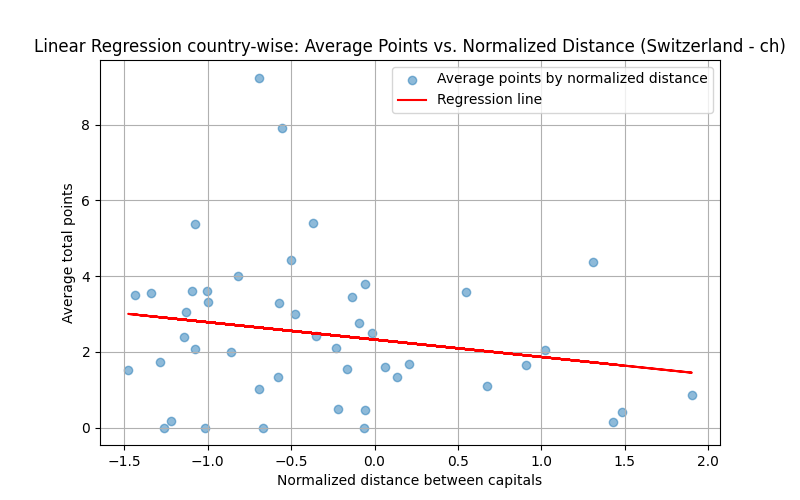 Linear Regression country-wise: Average Points vs. Normalized Distance (Switzerland - ch)
Average points by normalized distance
Regression line
8
6
4
2
0
Average total points
−1.5 −1.0 −0.5 0.0 0.5 1.0 1.5 2.0
Normalized distance between capitals